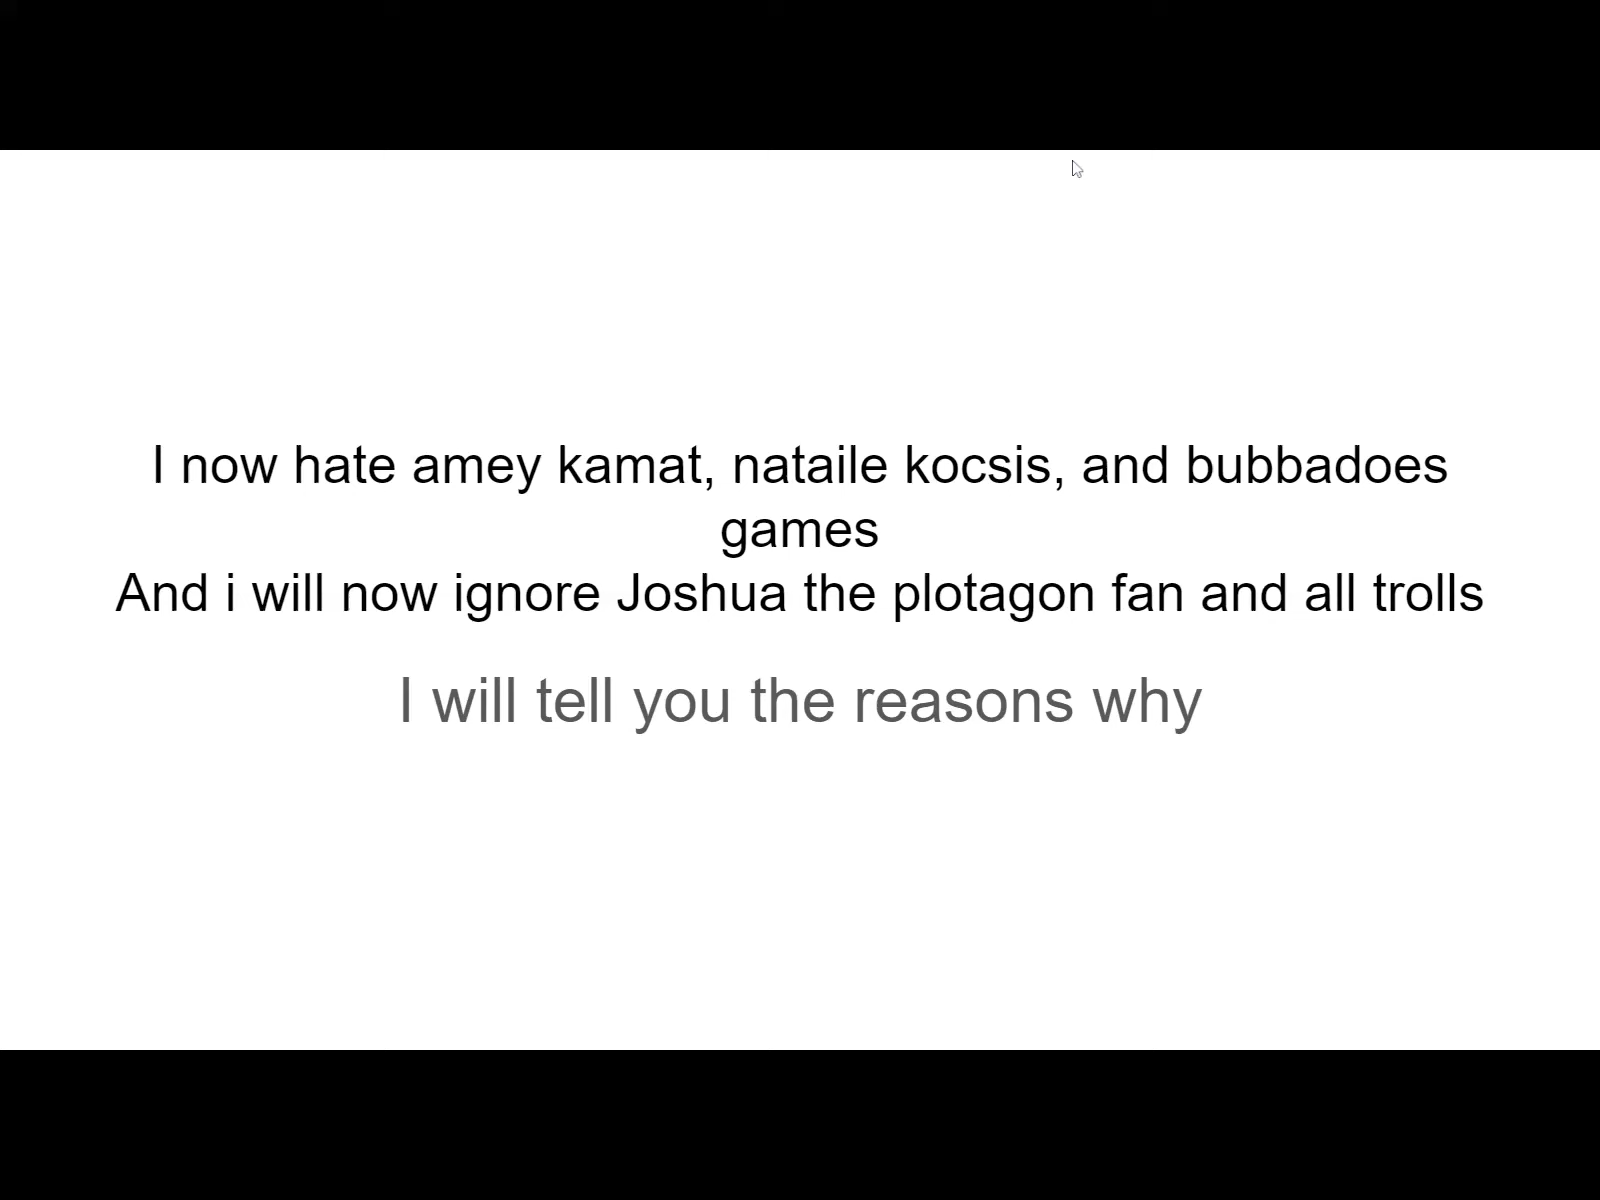 I now hate amey kamat, nataile kocsis, and bubbadoes
games
And i will now ignore Joshua the plotagon fan and all trolls
I will tell you the reasons why